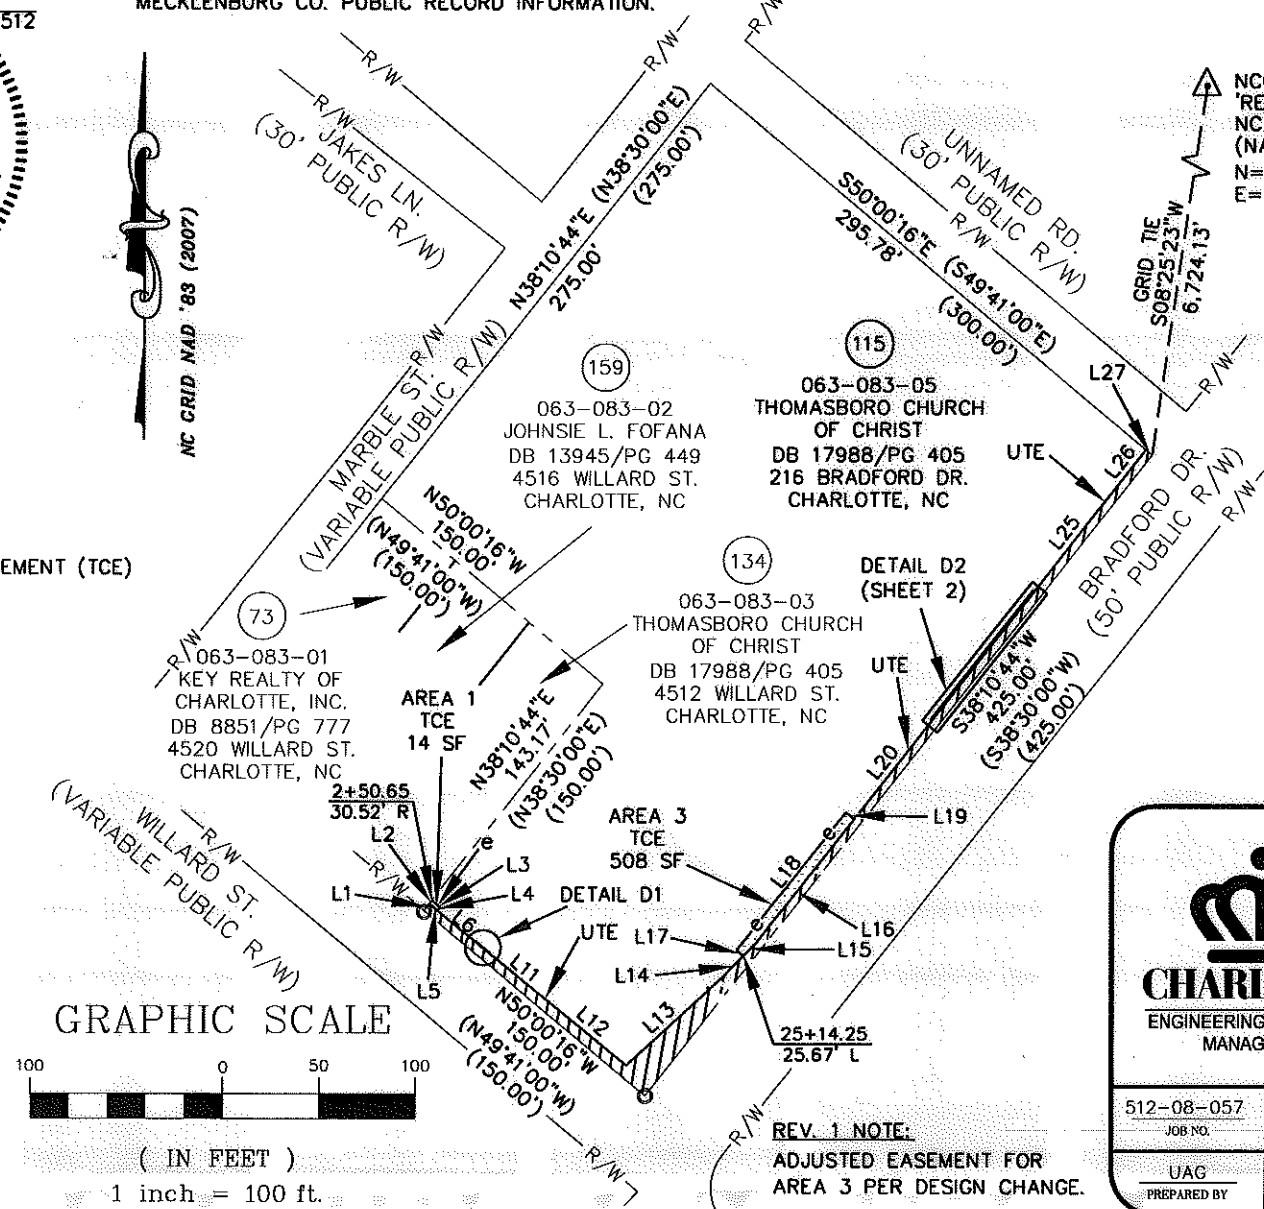 MECKLENBURG CO. PUBLIC RECORD INFORMATION.
512
R/W
R/W
R/W
R/W
JAKES LN.
(30' PUBLIC R/W)
NC GRID NAD '83 (2007)
N38°10'44"E (N38°30'00"E)
275.00' (275.00')
UNNAMED RD.
(30' PUBLIC R/W)
R/W
S50°00'16"E (S49°41'00"E)
295.78' (300.00')
GRID TIE
S08°25'23"W
6,724.13'
'RE
NC
(NA
N=
E=
MARBLE ST.
(VARIABLE PUBLIC R/W)
R/W
159
063-083-02
JOHNSIE L. FOFANA
DB 13945/PG 449
4516 WILLARD ST.
CHARLOTTE, NC
115
063-083-05
THOMASBORO CHURCH
OF CHRIST
DB 17988/PG 405
216 BRADFORD DR.
CHARLOTTE, NC
L27
R/W
UTE
L26
L25
BRADFORD DR.
(50' PUBLIC R/W)
R/W
N50°00'16"W
150.00'
(N49°41'00"W)
(150.00')
EMENT (TCE)
73
063-083-01
KEY REALTY OF
CHARLOTTE, INC.
DB 8851/PG 777
4520 WILLARD ST.
CHARLOTTE, NC
R/W
134
063-083-03
THOMASBORO CHURCH
OF CHRIST
DB 17988/PG 405
4512 WILLARD ST.
CHARLOTTE, NC
DETAIL D2
(SHEET 2)
UTE
S38°10'44"W
425.00'
(S38°30'00"W)
(425.00')
AREA 1
TCE
14 SF
N38°10'44"E
143.17'
(N38°30'00"E)
(150.00')
2+50.65
30.52' R
L2
L1
L3
L4
L5
L6
e
R/W
DETAIL D1
UTE
L11
L12
AREA 3
TCE
508 SF
L20
L19
L18
e
e
L17
L16
L15
L14
L13
R/W
WILLARD ST.
(VARIABLE PUBLIC R/W)
N50°00'16"W
150.00'
(N49°41'00"W)
(150.00')
25+14.25
25.67' L
R/W
R/W
GRAPHIC SCALE
100 0 50 100
( IN FEET )
1 inch = 100 ft.
REV. 1 NOTE:
ADJUSTED EASEMENT FOR
AREA 3 PER DESIGN CHANGE.
CHARL
ENGINEERING
MANAG
512-08-057
JOB NO.
UAG
PREPARED BY